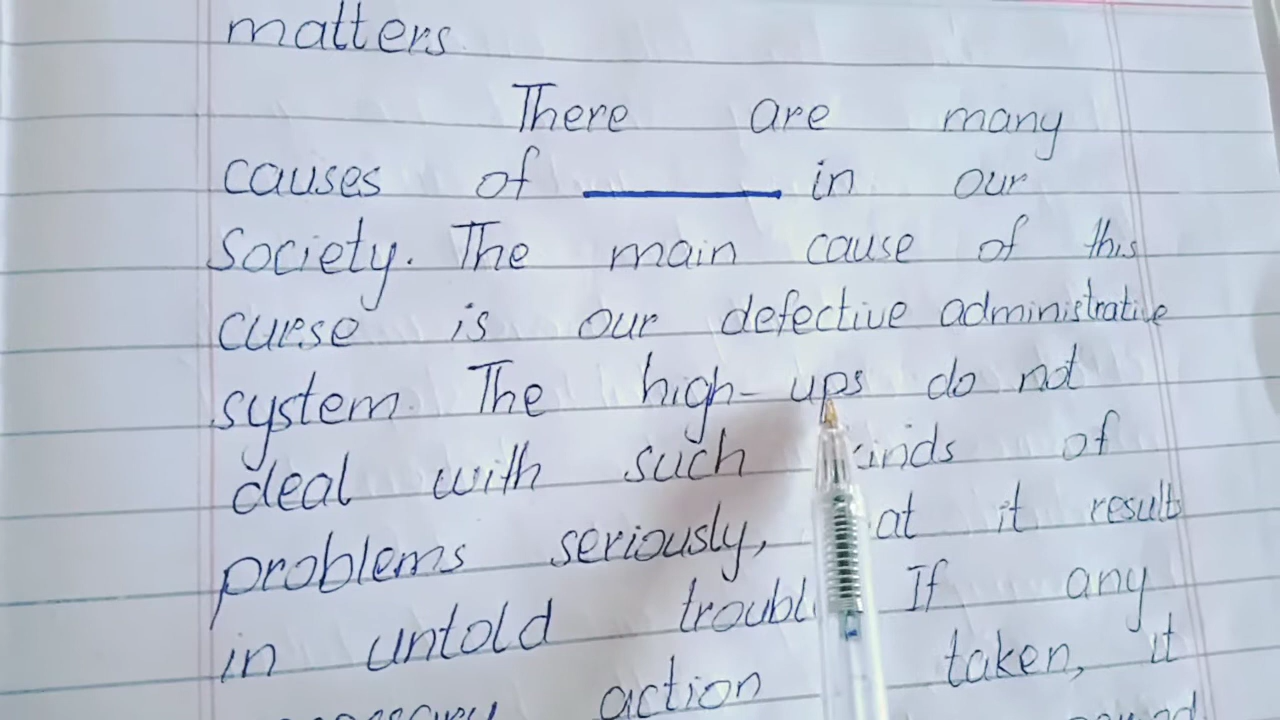 matters.
There are many
causes of ________ in our
Society. The main cause of this
curse is our defective administrative
system. The high-ups do not
deal with such
problems seriously, it result
in untold If any
action taken, it